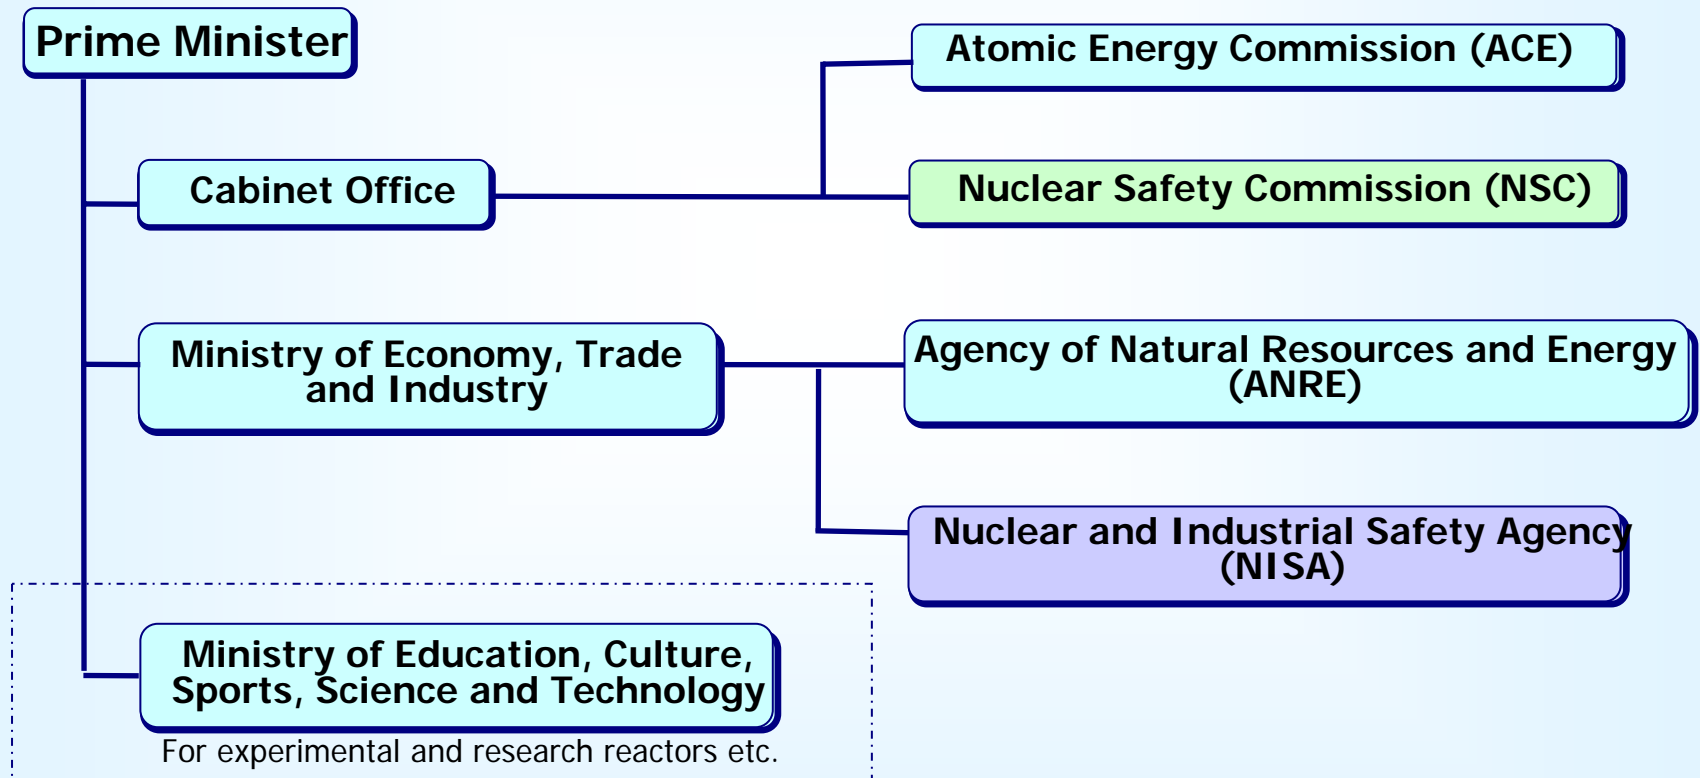 Prime Minister
Atomic Energy Commission (ACE)
Cabinet Office
Nuclear Safety Commission (NSC)
Ministry of Economy, Trade
and Industry
Agency of Natural Resources and Energy
(ANRE)
Nuclear and Industrial Safety Agency
(NISA)
Ministry of Education, Culture,
Sports, Science and Technology
For experimental and research reactors etc.